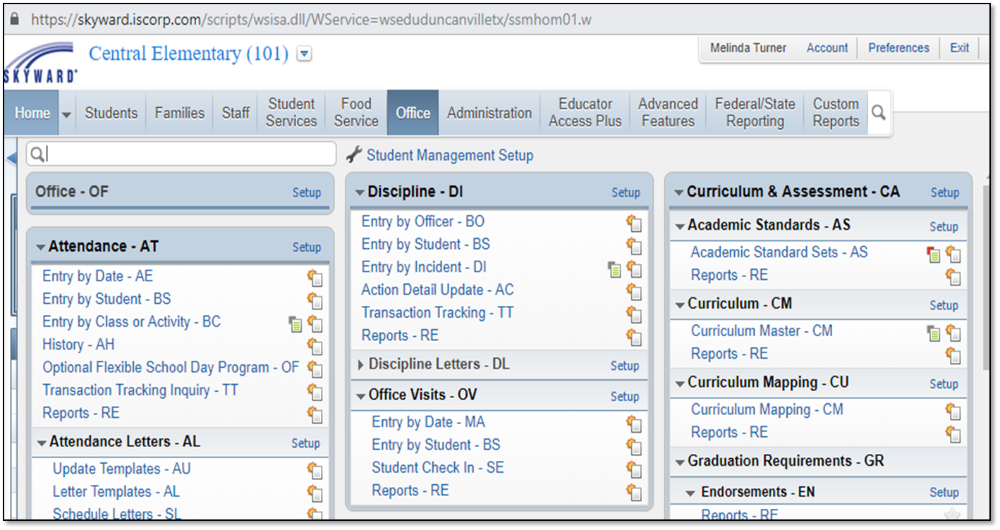 https://skyward.iscorp.com/scripts/wsisa.dll/WService=wseduduncanvilletx/ssmhom01.w
SKYWARD
Central Elementary (101)
Melinda Turner Account Preferences Exit
Home Students Families Staff Student Services Food Service Office Administration Educator Access Plus Advanced Features Federal/State Reporting Custom Reports
Student Management Setup
Office - OF Setup
Attendance - AT Setup
Entry by Date - AE
Entry by Student - BS
Entry by Class or Activity - BC
History - AH
Optional Flexible School Day Program - OF
Transaction Tracking Inquiry - TT
Reports - RE
Attendance Letters - AL Setup
Update Templates - AU
Letter Templates - AL
Schedule Letters - SL
Discipline - DI Setup
Entry by Officer - BO
Entry by Student - BS
Entry by Incident - DI
Action Detail Update - AC
Transaction Tracking - TT
Reports - RE
Discipline Letters - DL Setup
Office Visits - OV Setup
Entry by Date - MA
Entry by Student - BS
Student Check In - SE
Reports - RE
Curriculum & Assessment - CA Setup
Academic Standards - AS Setup
Academic Standard Sets - AS
Reports - RE
Curriculum - CM Setup
Curriculum Master - CM
Reports - RE
Curriculum Mapping - CU Setup
Curriculum Mapping - CM
Reports - RE
Graduation Requirements - GR
Endorsements - EN Setup
Reports - RE